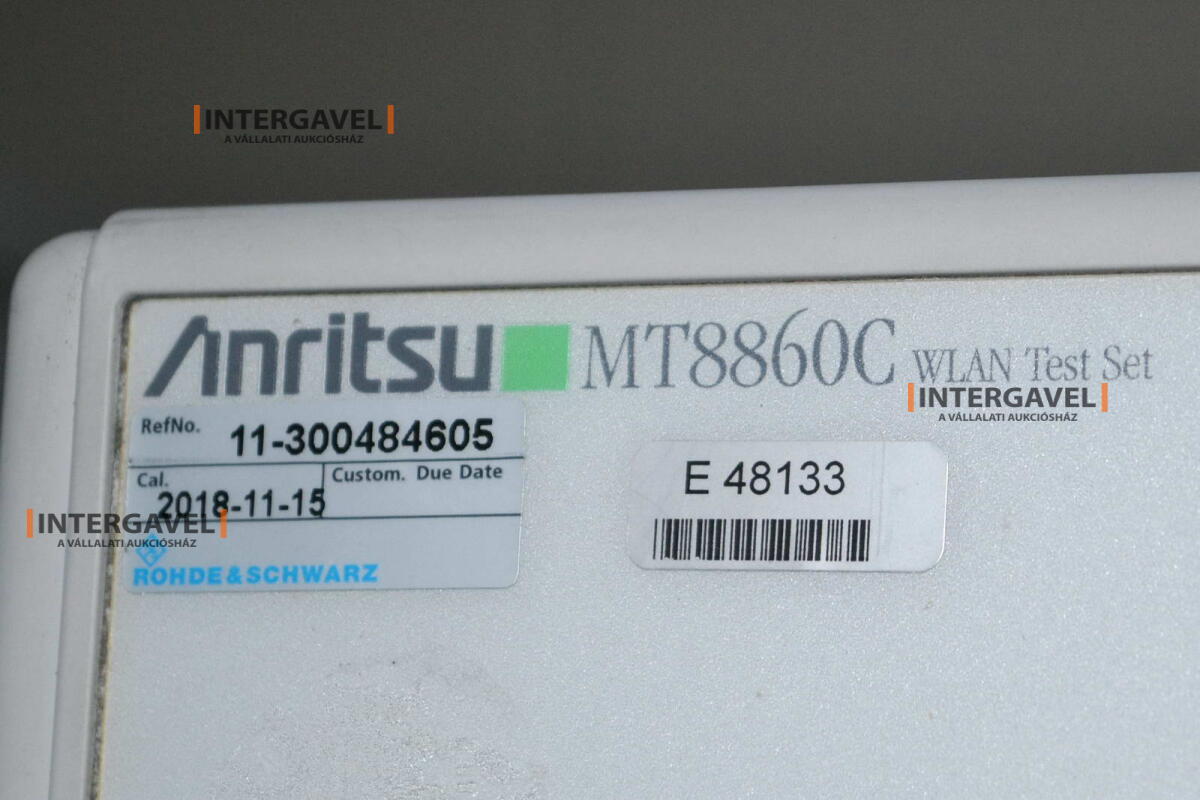 INTERGAVEL
A VÁLLALATI AUKCIÓSHÁZ
Anritsu MT8860C WLAN Test Set
INTERGAVEL
A VÁLLALATI AUKCIÓSHÁZ
RefNo. 11-300484605
Cal. Custom. Due Date
2018-11-15
E 48133
INTERGAVEL
A VÁLLALATI AUKCIÓSHÁZ
ROHDE&SCHWARZ